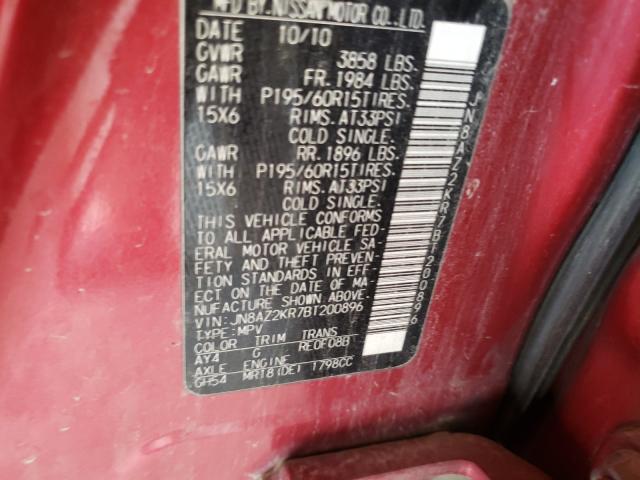 MFD BY NISSAN MOTOR CO., LTD.
DATE 10/10
GVWR 3858 LBS.
GAWR FR. 1984 LBS.
WITH P195/60R15TIRES.
15X6 RIMS. AT33PSI
COLD SINGLE.
GAWR RR. 1896 LBS.
WITH P195/60R15TIRES.
15X6 RIMS. AT33PSI
COLD SINGLE.
THIS VEHICLE CONFORMS
TO ALL APPLICABLE FED-
ERAL MOTOR VEHICLE SA-
FETY AND THEFT PREVEN-
TION STANDARDS IN EFF-
ECT ON THE DATE OF MA-
NUFACTURE SHOWN ABOVE.
VIN:JN8AZ2KR7BT200896
TYPE:MPV
COLOR TRIM TRANS
AY4 G RE0F08B
AXLE ENGINE
GH54 MR18(DE) 1798CC
JN8AZ2KR7BT200896